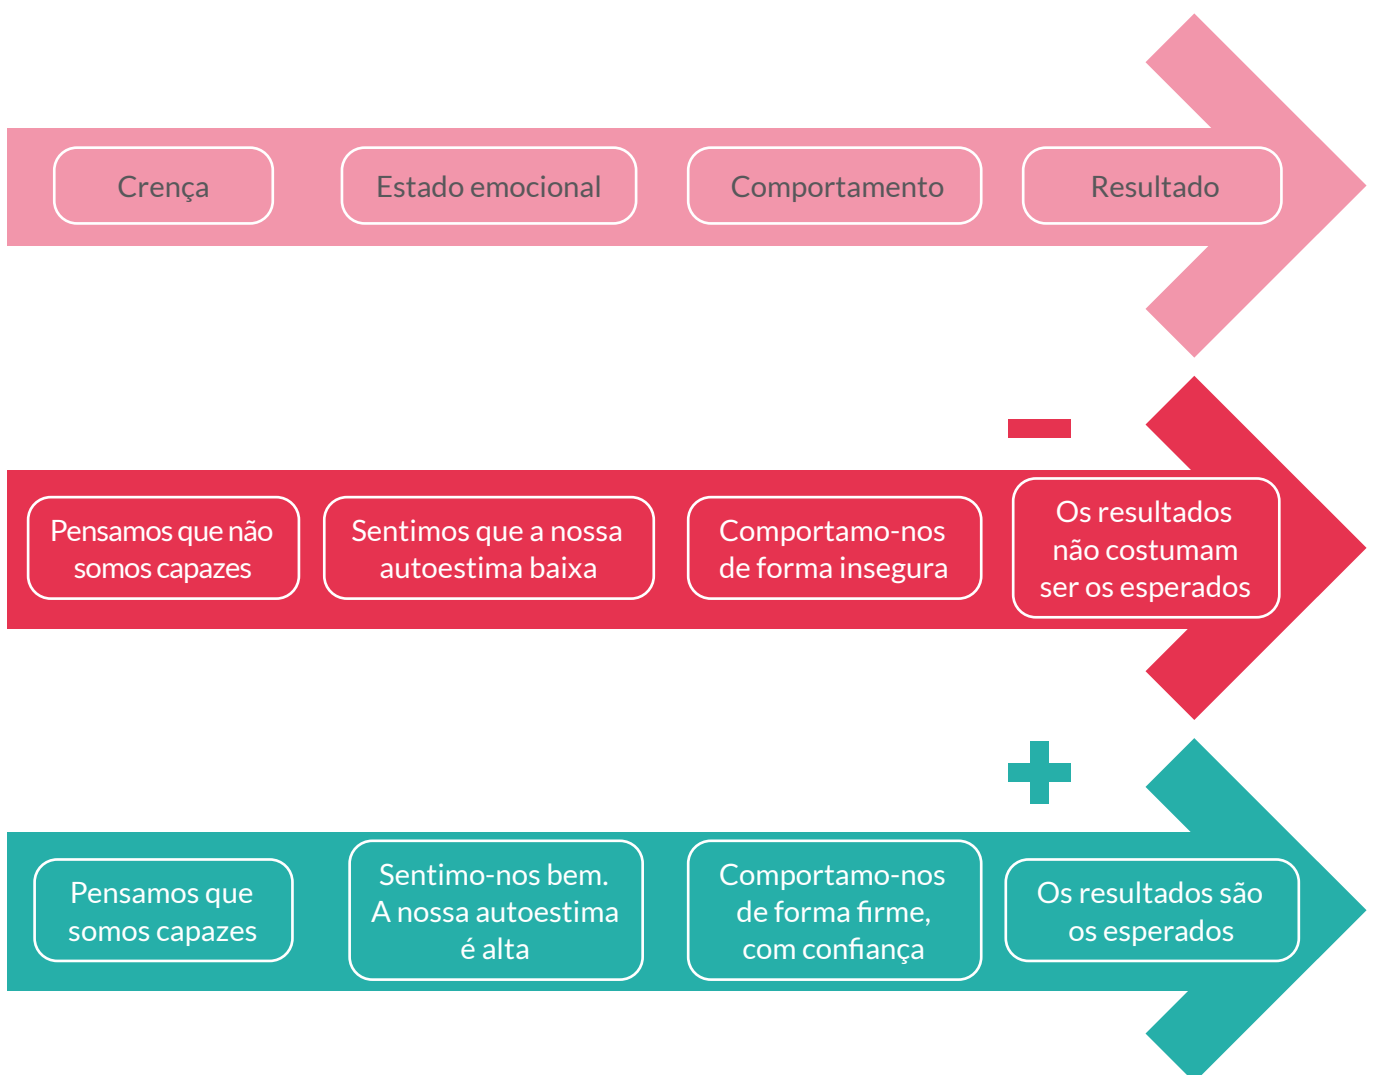 Crença
Estado emocional
Comportamento
Resultado
Pensamos que não
somos capazes
Sentimos que a nossa
autoestima baixa
Comportamo-nos
de forma insegura
Os resultados
não costumam
ser os esperados
Pensamos que
somos capazes
Sentimo-nos bem.
A nossa autoestima
é alta
Comportamo-nos
de forma firme,
com confiança
Os resultados são
os esperados